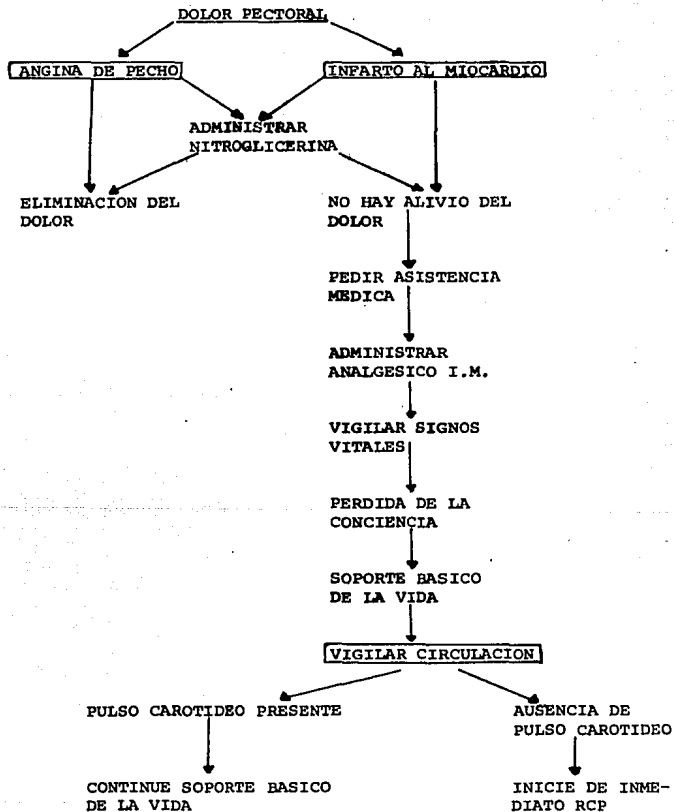 DOLOR PECTORAL
ANGINA DE PECHO
INFARTO AL MIOCARDIO
ADMINISTRAR
NITROGLICERINA
ELIMINACION DEL
DOLOR
NO HAY ALIVIO DEL
DOLOR
PEDIR ASISTENCIA
MEDICA
ADMINISTRAR
ANALGESICO I.M.
VIGILAR SIGNOS
VITALES
PERDIDA DE LA
CONCIENCIA
SOPORTE BASICO
DE LA VIDA
VIGILAR CIRCULACION
PULSO CAROTIDEO PRESENTE
AUSENCIA DE
PULSO CAROTIDEO
CONTINUE SOPORTE BASICO
DE LA VIDA
INICIE DE INME-
DIATO RCP